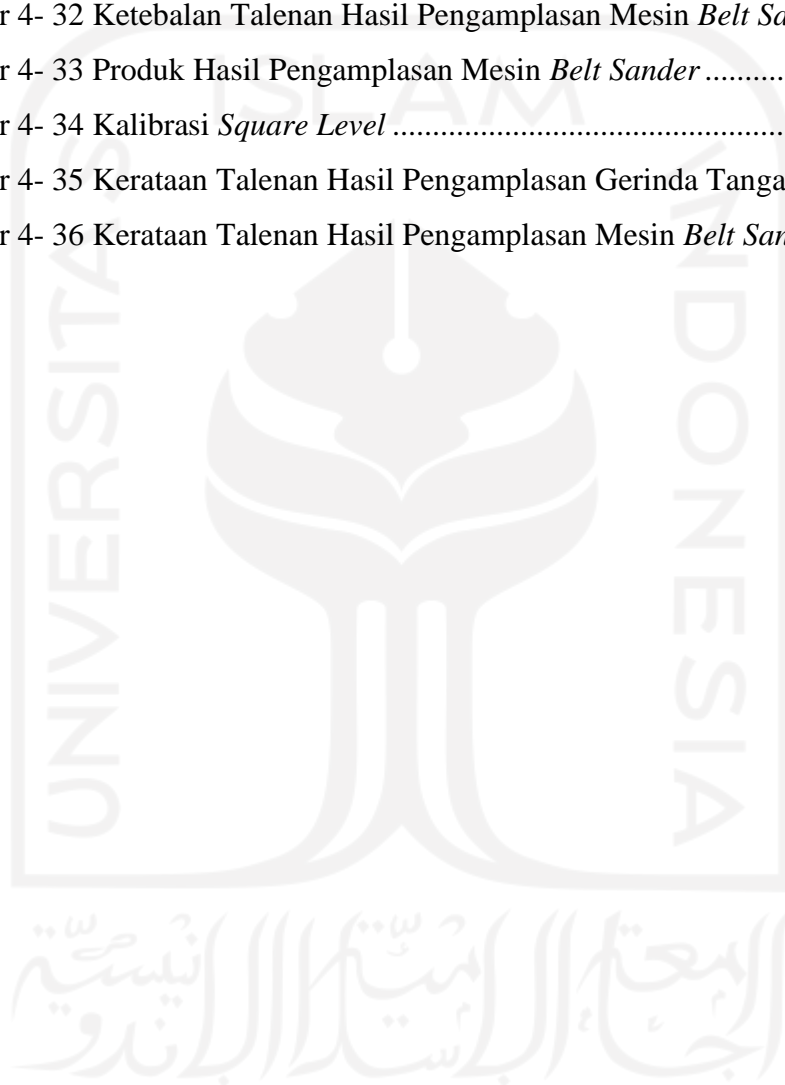 r 4- 32 Ketebalan Talenan Hasil Pengamplasan Mesin Belt Sa
r 4- 33 Produk Hasil Pengamplasan Mesin Belt Sander ..........
r 4- 34 Kalibrasi Square Level .................................................
r 4- 35 Kerataan Talenan Hasil Pengamplasan Gerinda Tanga
r 4- 36 Kerataan Talenan Hasil Pengamplasan Mesin Belt San
ISLAM
UNIVERSITAS
INDONESIA